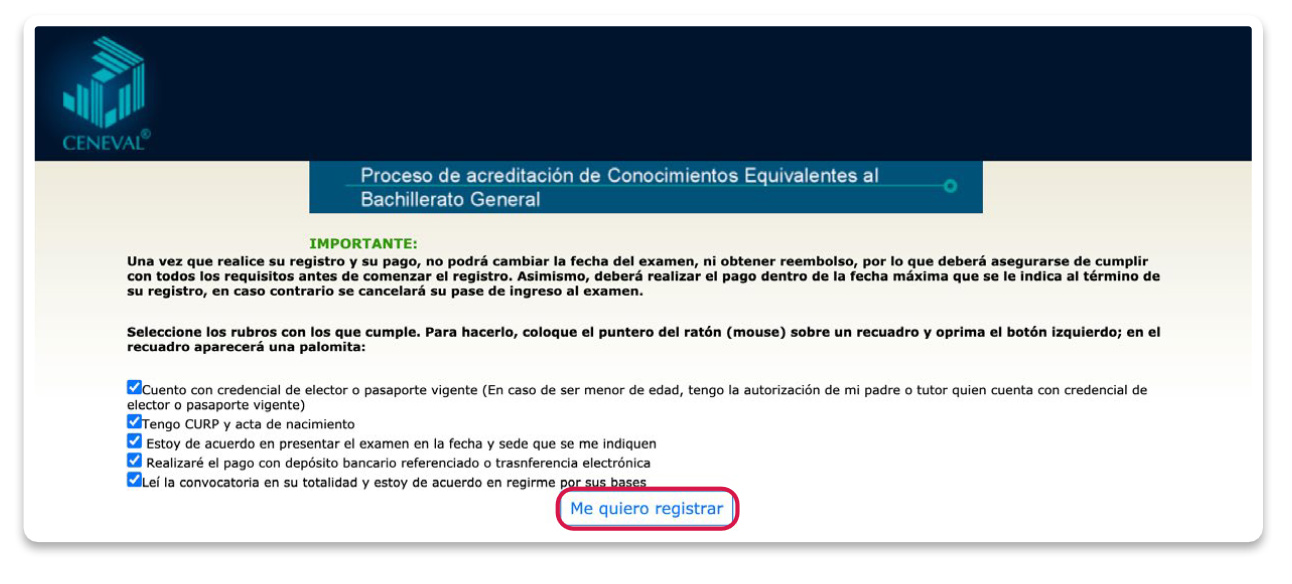 CENEVAL®
Proceso de acreditación de Conocimientos Equivalentes al
Bachillerato General
IMPORTANTE:
Una vez que realice su registro y su pago, no podrá cambiar la fecha del examen, ni obtener reembolso, por lo que deberá asegurarse de cumplir
con todos los requisitos antes de comenzar el registro. Asimismo, deberá realizar el pago dentro de la fecha máxima que se le indica al término de
su registro, en caso contrario se cancelará su pase de ingreso al examen.
Seleccione los rubros con los que cumple. Para hacerlo, coloque el puntero del ratón (mouse) sobre un recuadro y oprima el botón izquierdo; en el
recuadro aparecerá una palomita:
Cuento con credencial de elector o pasaporte vigente (En caso de ser menor de edad, tengo la autorización de mi padre o tutor quien cuenta con credencial de
elector o pasaporte vigente)
Tengo CURP y acta de nacimiento
Estoy de acuerdo en presentar el examen en la fecha y sede que se me indiquen
Realizaré el pago con depósito bancario referenciado o trasnferencia electrónica
Leí la convocatoria en su totalidad y estoy de acuerdo en regirme por sus bases
Me quiero registrar